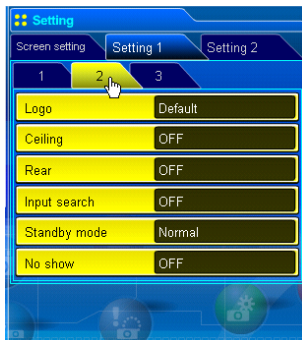 Setting
Screen setting Setting 1 Setting 2
1 2 3
Logo Default
Ceiling OFF
Rear OFF
Input search OFF
Standby mode Normal
No show OFF